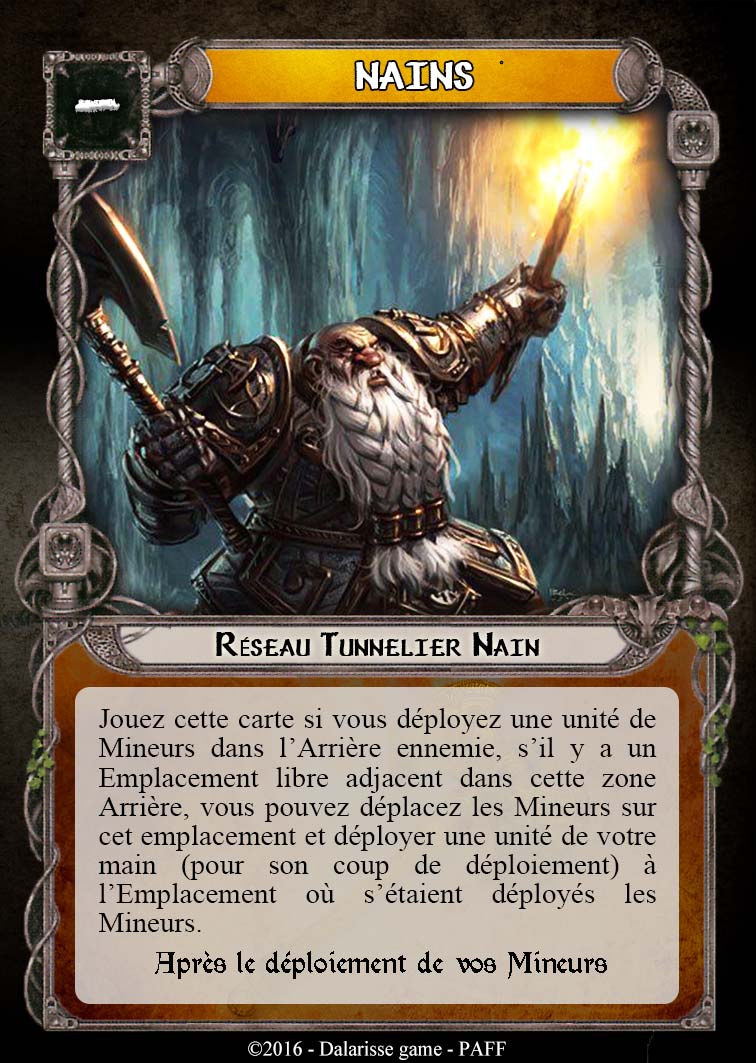 -
NAINS
Réseau Tunnelier Nain
Jouez cette carte si vous déployez une unité de
Mineurs dans l’Arrière ennemie, s’il y a un
Emplacement libre adjacent dans cette zone
Arrière, vous pouvez déplacez les Mineurs sur
cet emplacement et déployer une unité de votre
main (pour son coup de déploiement) à
l’Emplacement où s’étaient déployés les
Mineurs.
Après le déploiement de vos Mineurs
©2016 - Dalarisse game - PAFF